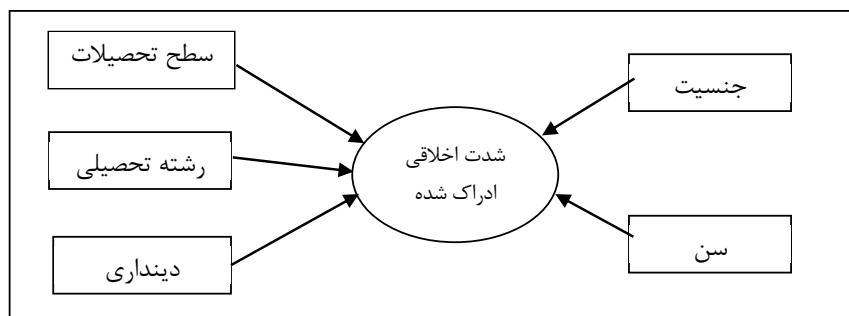 سطح تحصیلات
جنسیت
شدت اخلاقی
ادراک شده
رشته تحصیلی
سن
دینداری